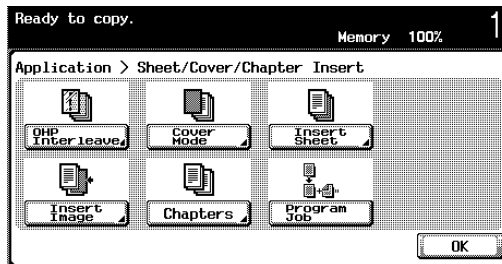 Ready to copy.
Memory 100% 1
Application > Sheet/Cover/Chapter Insert
OHP Interleave
Cover Mode
Insert Sheet
Insert Image
Chapters
Program Job
OK